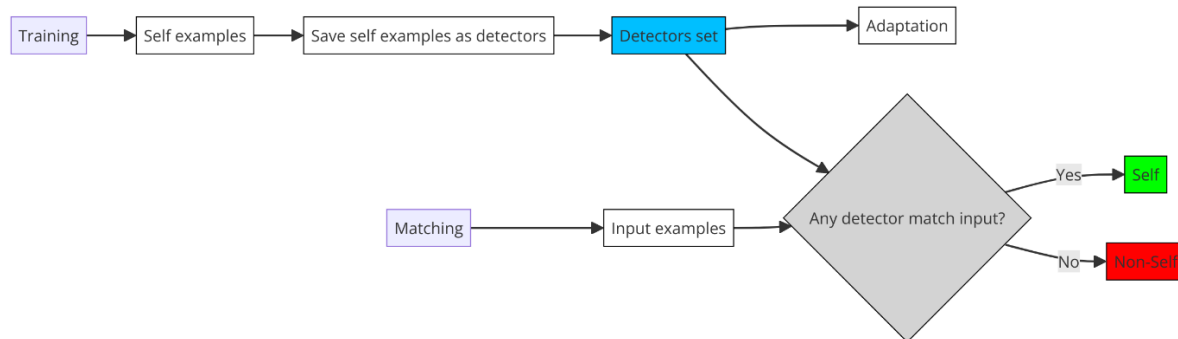 Training
Self examples
Save self examples as detectors
Detectors set
Adaptation
Matching
Input examples
Any detector match input?
Yes
Self
No
Non-Self